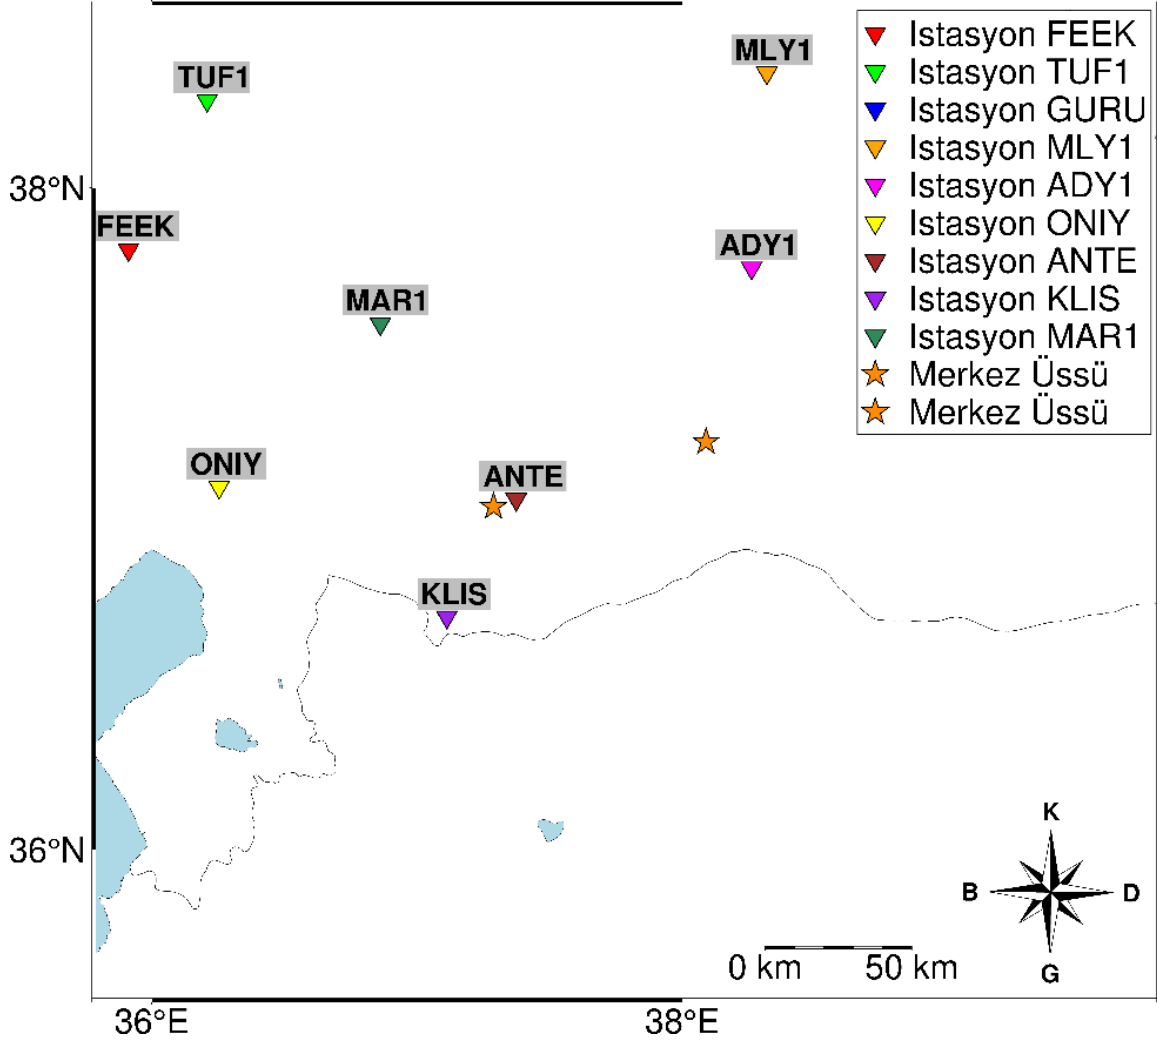 MLY1
TUF1
38°N
FEEK
ADY1
MAR1
ONIY
ANTE
KLIS
36°N
Istasyon FEEK
Istasyon TUF1
Istasyon GURU
Istasyon MLY1
Istasyon ADY1
Istasyon ONIY
Istasyon ANTE
Istasyon KLIS
Istasyon MAR1
Merkez Üssü
Merkez Üssü
K
B
D
G
0 km
50 km
36°E
38°E